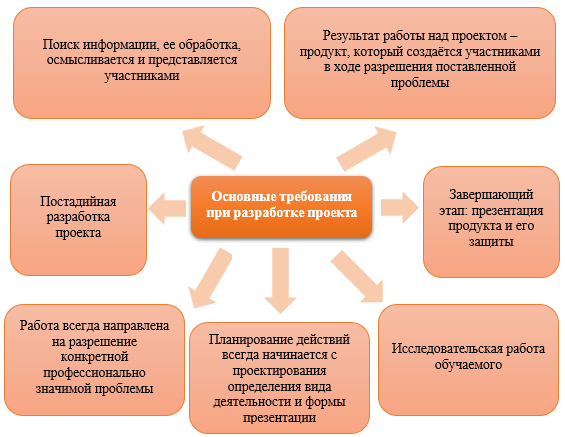 Поиск информации, ее обработка,
осмысливается и представляется
участниками
Результат работы над проектом –
продукт, который создаётся участниками
в ходе разрешения поставленной
проблемы
Постадийная
разработка
проекта
Основные требования
при разработке проекта
Завершающий
этап: презентация
продукта и его
защиты
Работа всегда направлена
на разрешение
конкретной
профессионально
значимой проблемы
Планирование действий
всегда начинается с
проектирования
определения вида
деятельности и формы
презентации
Исследовательская работа
обучаемого